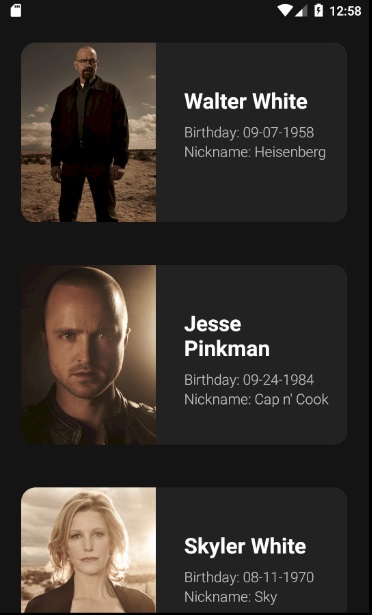 12:58
Walter White
Birthday: 09-07-1958
Nickname: Heisenberg
Jesse
Pinkman
Birthday: 09-24-1984
Nickname: Cap n' Cook
Skyler White
Birthday: 08-11-1970
Nickname: Sky